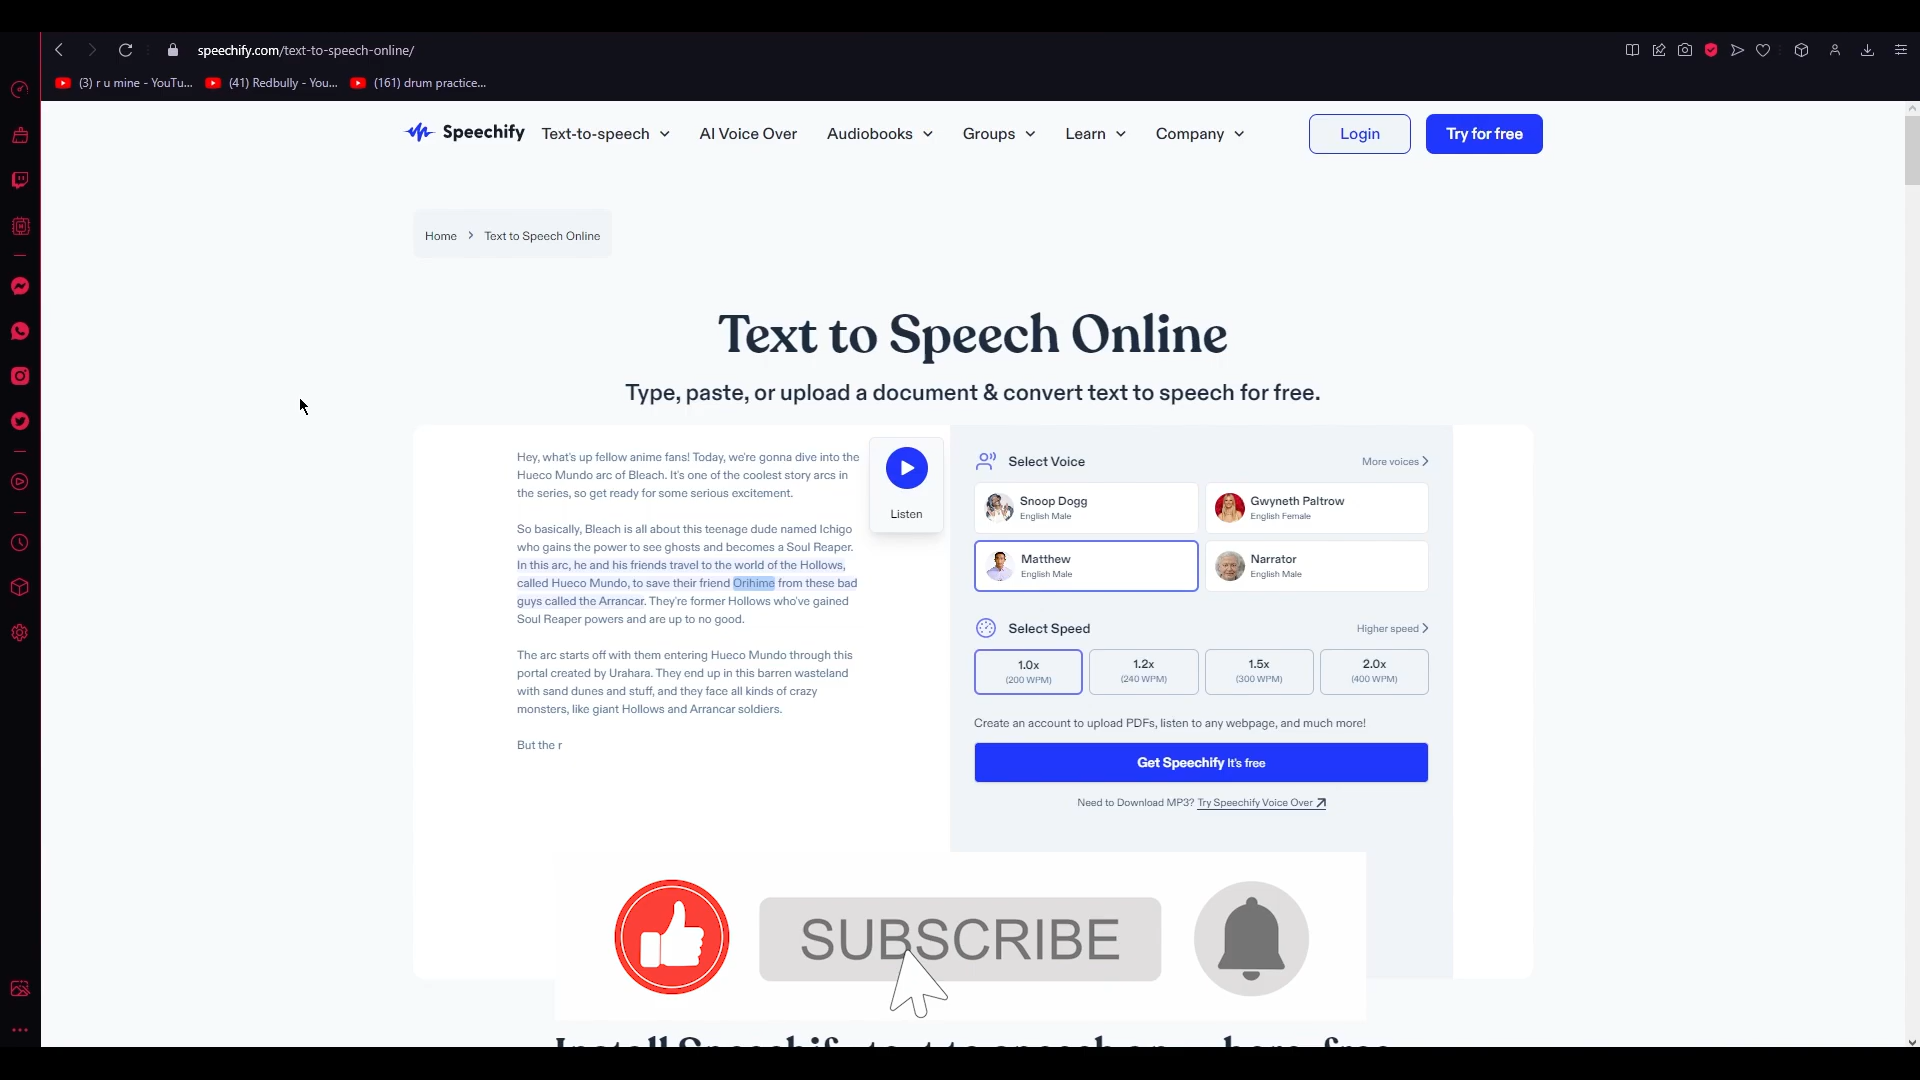 speechify.com/text-to-speech-online/
(3) r u mine - YouTu...
(41) Redbully - You...
(161) drum practice...
Speechify
Text-to-speech
AI Voice Over
Audiobooks
Groups
Learn
Company
Login
Try for free
Home > Text to Speech Online
Text to Speech Online
Type, paste, or upload a document & convert text to speech for free.
Hey, what's up fellow anime fans! Today, we're gonna dive into the
Hueco Mundo arc of Bleach. It's one of the coolest story arcs in
the series, so get ready for some serious excitement.
So basically, Bleach is all about this teenage dude named Ichigo
who gains the power to see ghosts and becomes a Soul Reaper.
In this arc, he and his friends travel to the world of the Hollows,
called Hueco Mundo, to save their friend Orihime from these bad
guys called the Arrancar. They're former Hollows who've gained
Soul Reaper powers and are up to no good.
The arc starts off with them entering Hueco Mundo through this
portal created by Urahara. They end up in this barren wasteland
with sand dunes and stuff, and they face all kinds of crazy
monsters, like giant Hollows and Arrancar soldiers.
But the r
Listen
Select Voice
More voices
Snoop Dogg
English Male
Gwyneth Paltrow
English Female
Matthew
English Male
Narrator
English Male
Select Speed
Higher speed
1.0x
(200 WPM)
1.2x
(240 WPM)
1.5x
(300 WPM)
2.0x
(400 WPM)
Create an account to upload PDFs, listen to any webpage, and much more!
Get Speechify It's free
Need to Download MP3? Try Speechify Voice Over
SUBSCRIBE
Install Speechify text to speech anywhere, free